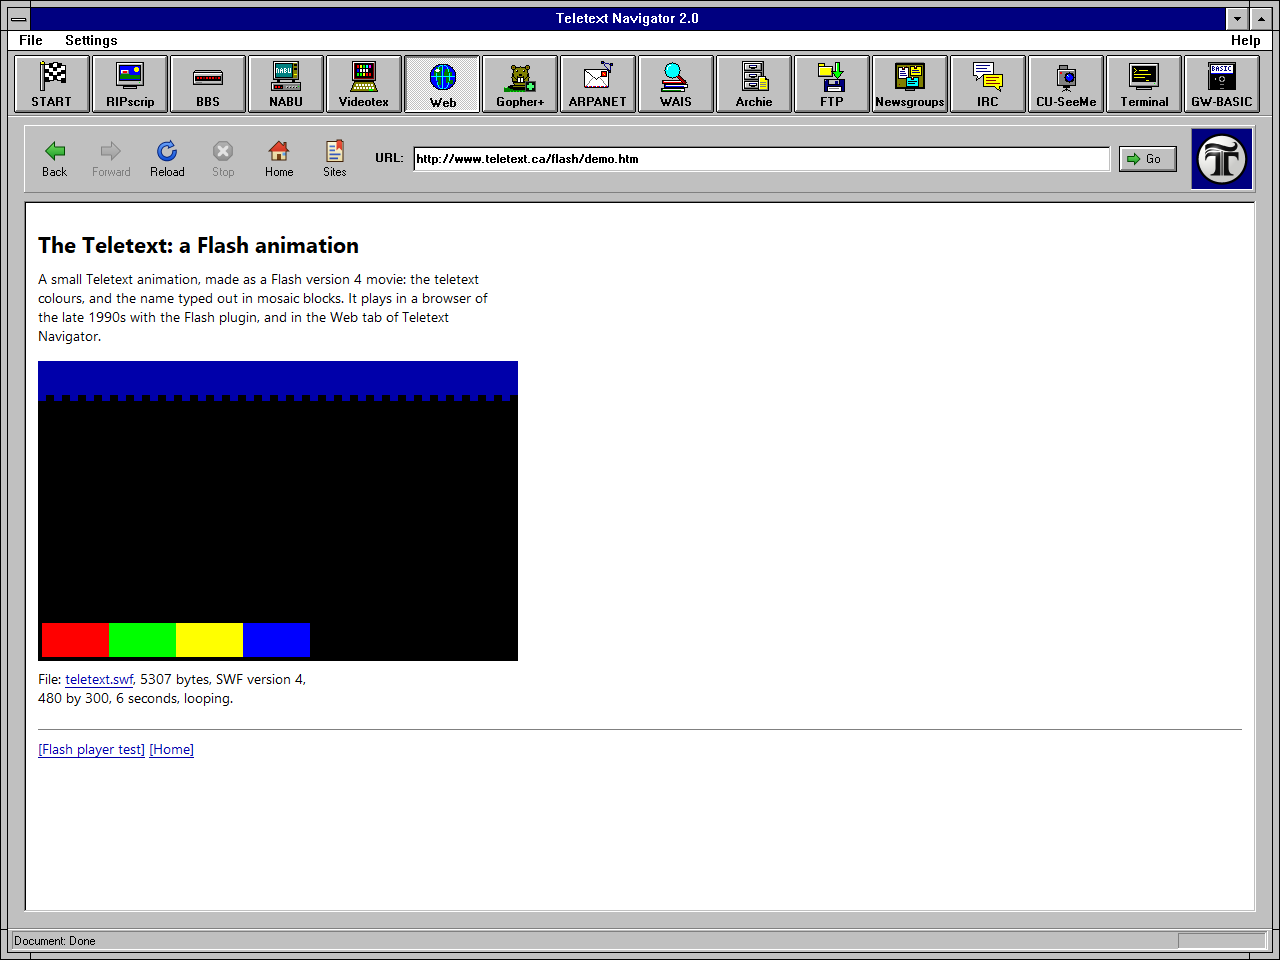 Teletext Navigator 2.0
File Settings Help
START RIPscrip BBS NABU Videotex Web Gopher+ ARPANET WAIS Archie FTP Newsgroups IRC CU-SeeMe Terminal GW-BASIC
Back Forward Reload Stop Home Sites URL: http://www.teletext.ca/flash/demo.htm Go
The Teletext: a Flash animation
A small Teletext animation, made as a Flash version 4 movie: the teletext
colours, and the name typed out in mosaic blocks. It plays in a browser of
the late 1990s with the Flash plugin, and in the Web tab of Teletext
Navigator.
File: teletext.swf, 5307 bytes, SWF version 4,
480 by 300, 6 seconds, looping.
[Flash player test] [Home]
Document: Done